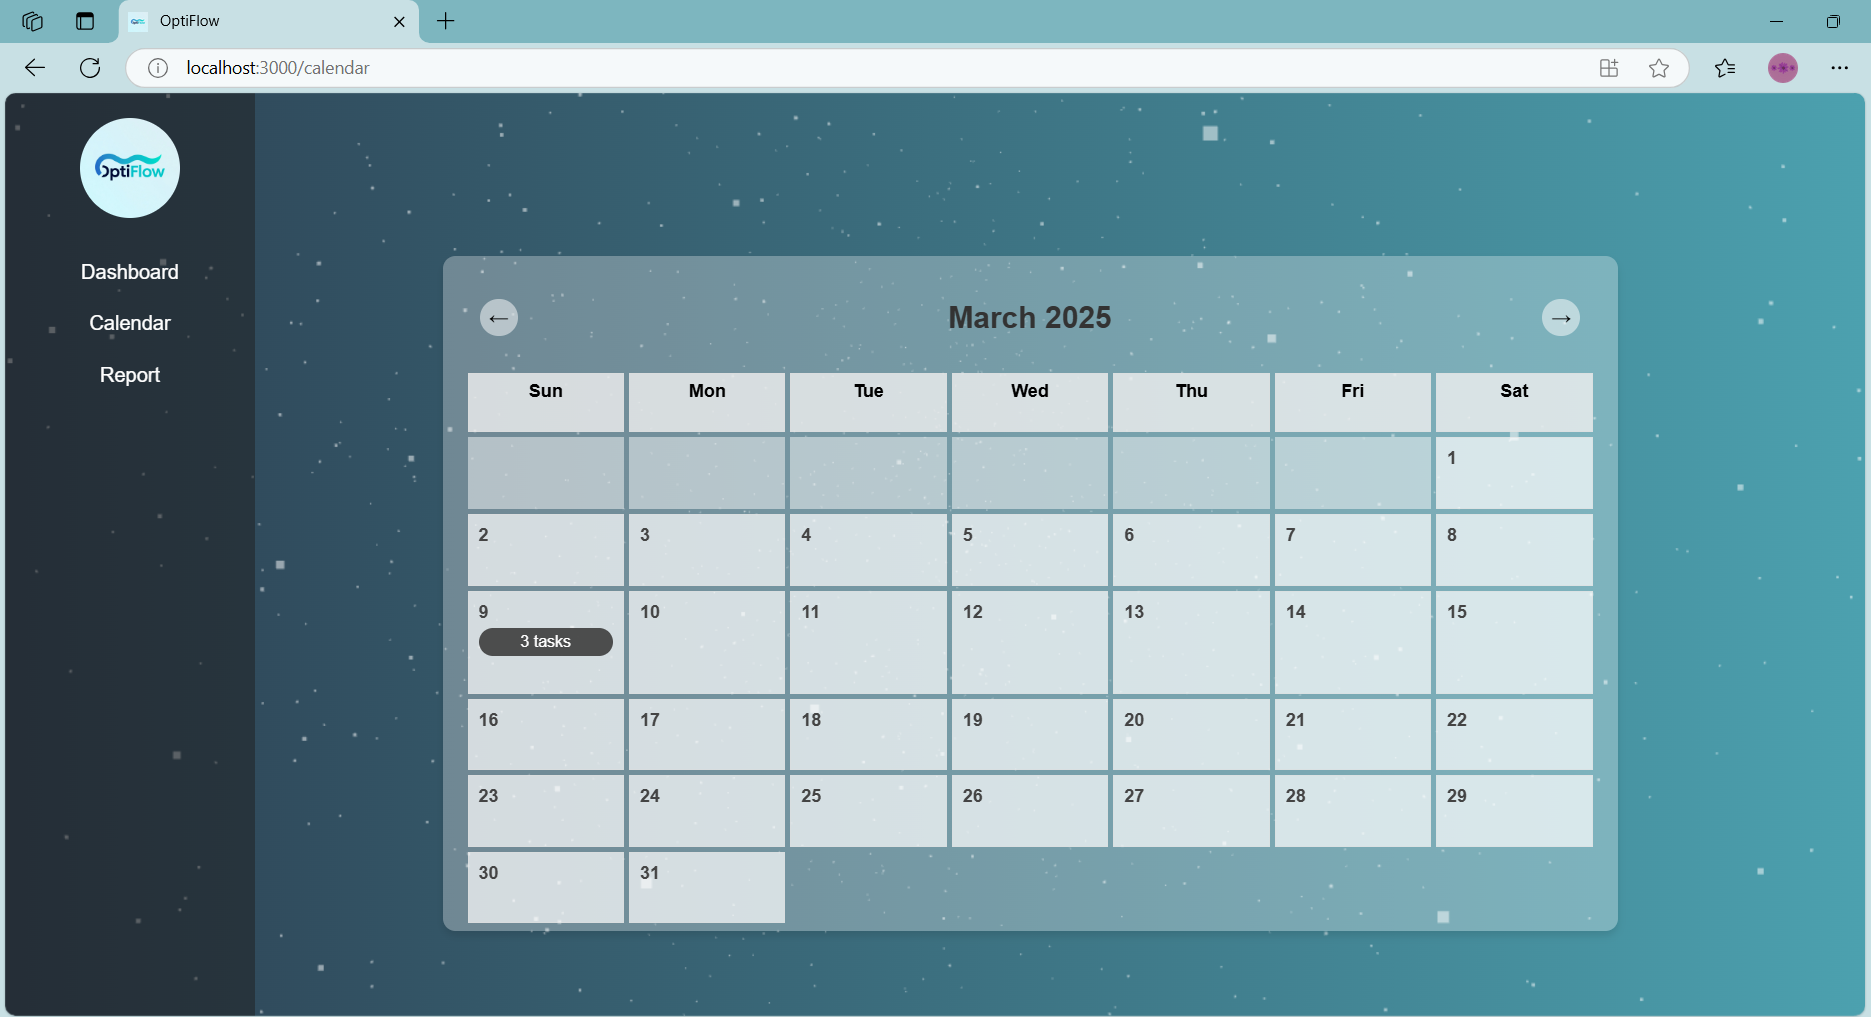 OptiFlow
localhost:3000/calendar
OptiFlow
Dashboard
Calendar
Report
←
March 2025
→
Sun Mon Tue Wed Thu Fri Sat
1
2 3 4 5 6 7 8
9 10 11 12 13 14 15
3 tasks
16 17 18 19 20 21 22
23 24 25 26 27 28 29
30 31